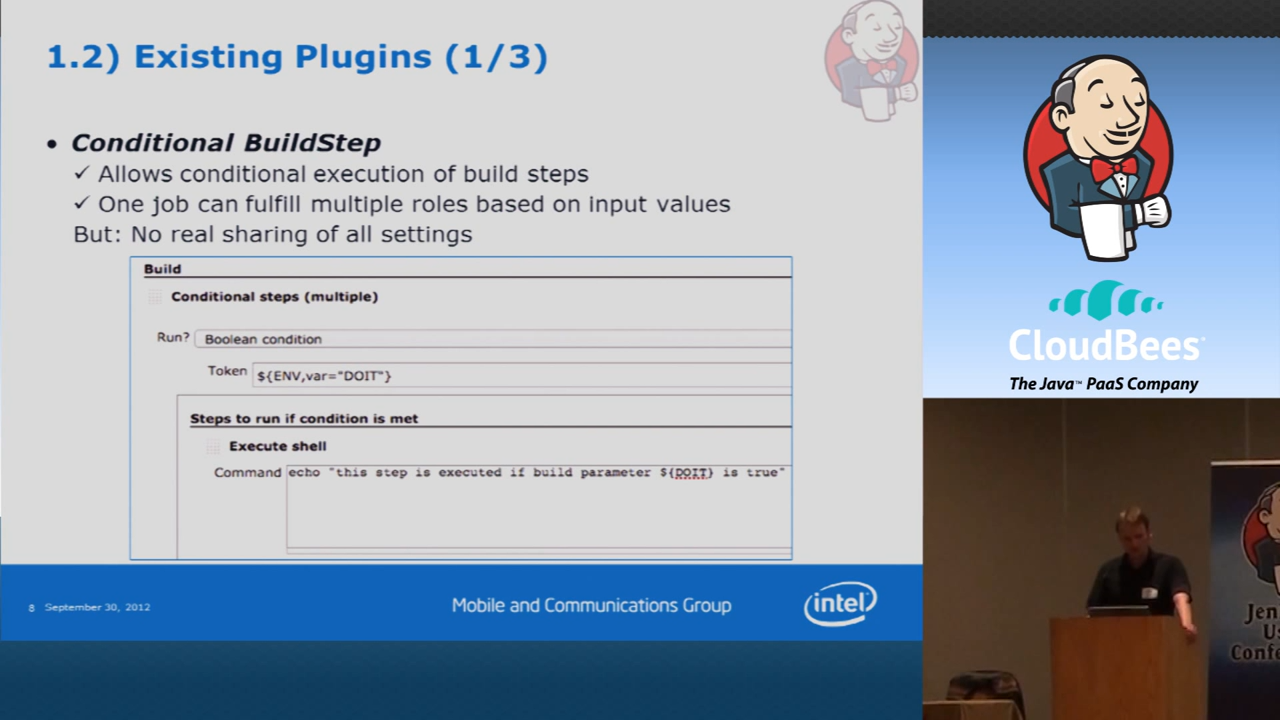 1.2) Existing Plugins (1/3)
• Conditional BuildStep
✓ Allows conditional execution of build steps
✓ One job can fulfill multiple roles based on input values
But: No real sharing of all settings
Build
Conditional steps (multiple)
Run? Boolean condition
Token ${ENV,var="DOIT"}
Steps to run if condition is met
Execute shell
Command echo "this step is executed if build parameter ${DOIT} is true"
8 September 30, 2012
Mobile and Communications Group
intel
CloudBees
The Java™ PaaS Company